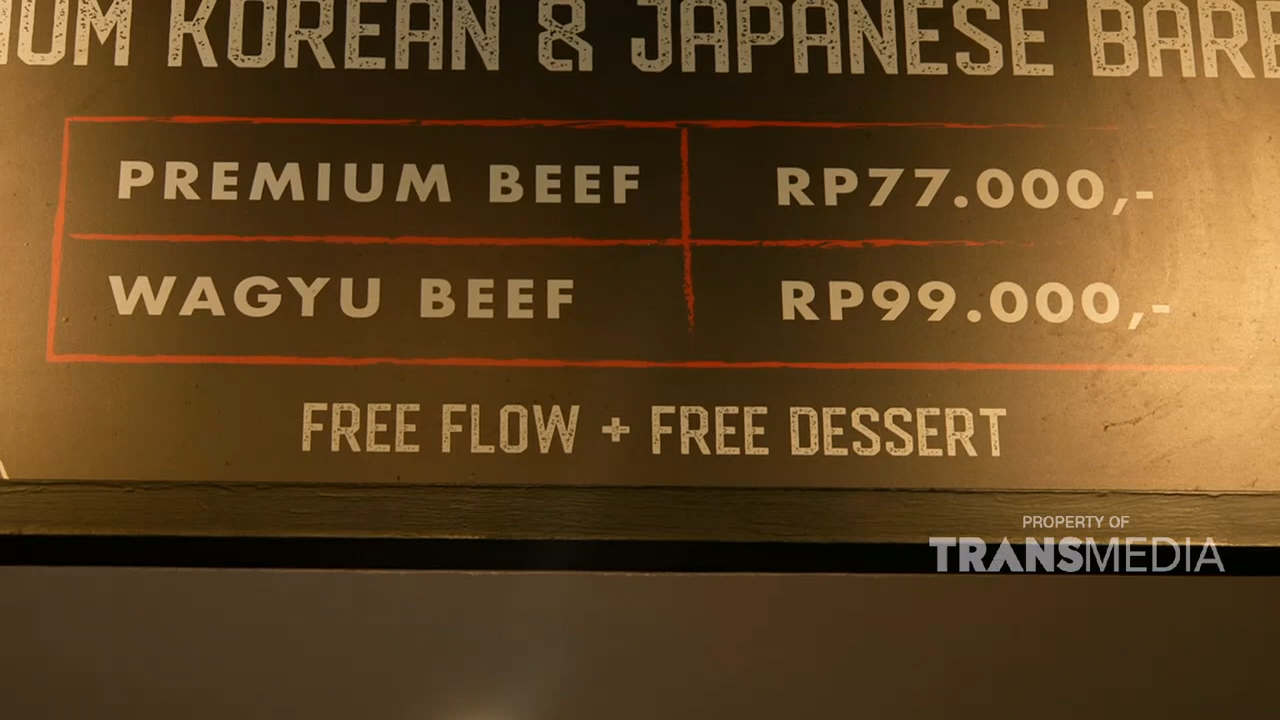 KOREAN & JAPANESE
PREMIUM BEEF RP77.000,-
WAGYU BEEF RP99.000,-
FREE FLOW + FREE DESSERT
PROPERTY OF
TRANSMEDIA